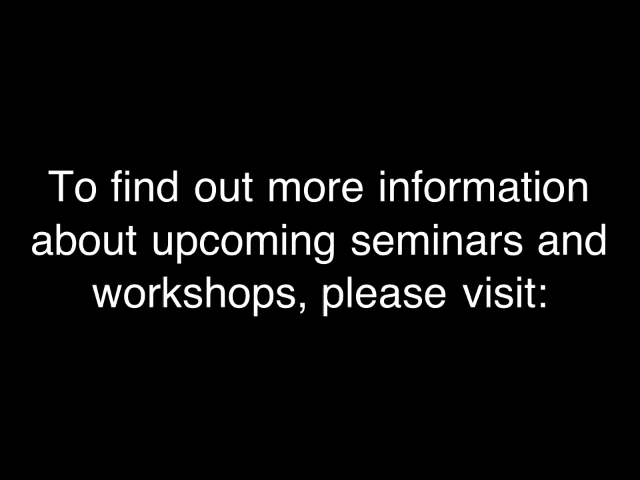 To find out more information
about upcoming seminars and
workshops, please visit: